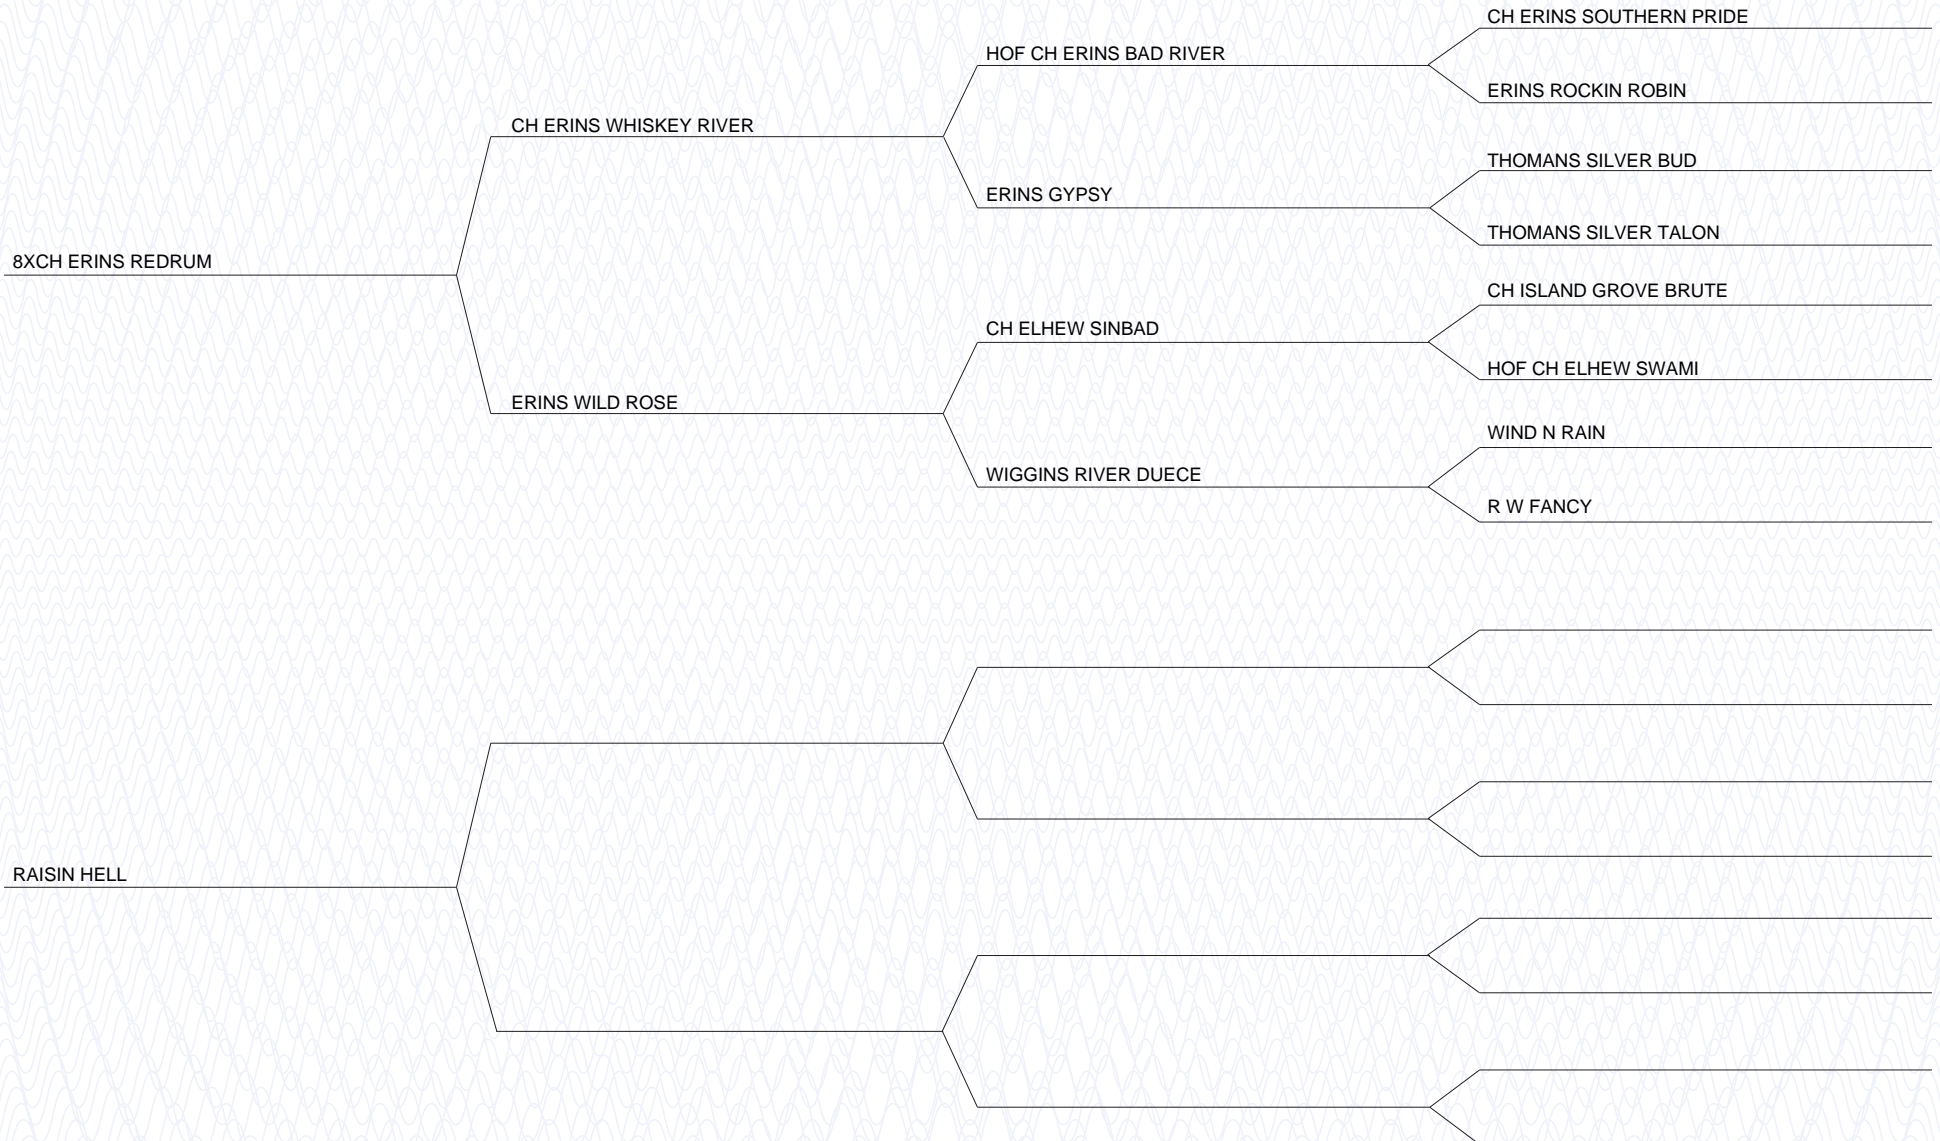 CH ERINS SOUTHERN PRIDE
HOF CH ERINS BAD RIVER
ERINS ROCKIN ROBIN
CH ERINS WHISKEY RIVER
THOMANS SILVER BUD
ERINS GYPSY
THOMANS SILVER TALON
8XCH ERINS REDRUM
CH ISLAND GROVE BRUTE
CH ELHEW SINBAD
HOF CH ELHEW SWAMI
ERINS WILD ROSE
WIND N RAIN
WIGGINS RIVER DUECE
R W FANCY
RAISIN HELL